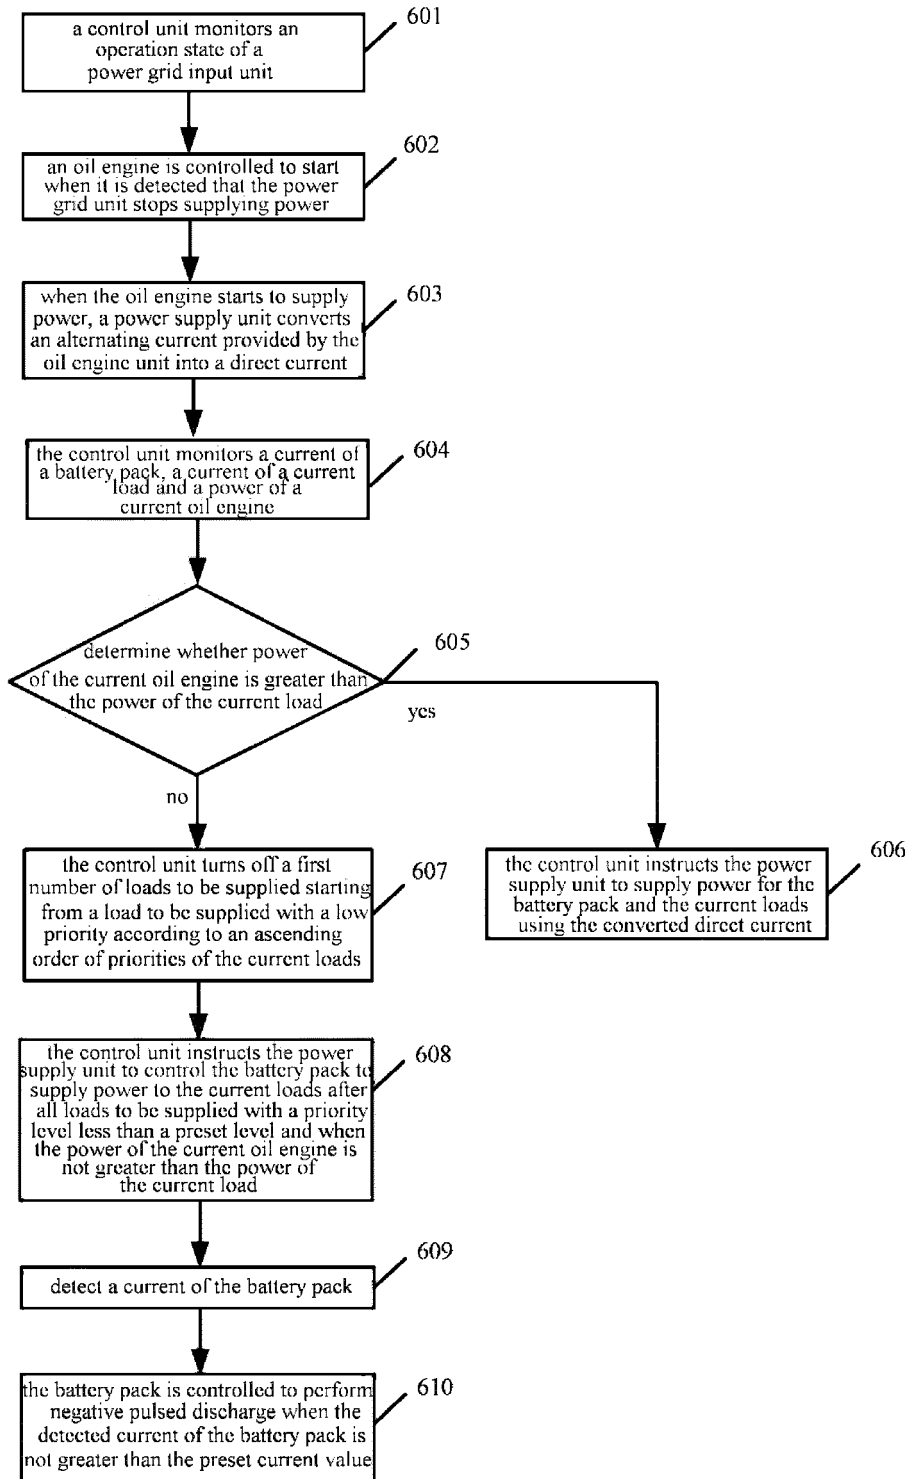 601
a control unit monitors an
operation state of a
power grid input unit
602
an oil engine is controlled to start
when it is detected that the power
grid unit stops supplying power
603
when the oil engine starts to supply
power, a power supply unit converts
an alternating current provided by the
oil engine unit into a direct current
604
the control unit monitors a current of
a battery pack, a current of a current
load and a power of a
current oil engine
605
determine whether power
of the current oil engine is greater than
the power of the current load
yes
no
607
the control unit turns off a first
number of loads to be supplied starting
from a load to be supplied with a low
priority according to an ascending
order of priorities of the current loads
606
the control unit instructs the power
supply unit to supply power for the
battery pack and the current loads
using the converted direct current
608
the control unit instructs the power
supply unit to control the battery pack to
supply power to the current loads after
all loads to be supplied with a priority
level less than a preset level and when
the power of the current oil engine is
not greater than the power of
the current load
609
detect a current of the battery pack
610
the battery pack is controlled to perform
negative pulsed discharge when the
detected current of the battery pack is
not greater than the preset current value